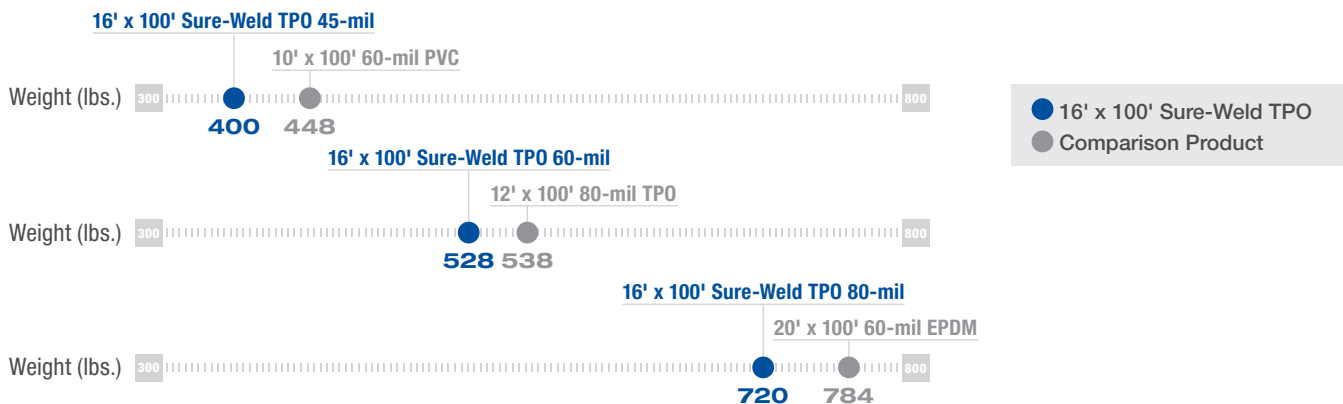 16' x 100' Sure-Weld TPO 45-mil
10' x 100' 60-mil PVC
Weight (lbs.) 300 800
400 448
16' x 100' Sure-Weld TPO
Comparison Product
16' x 100' Sure-Weld TPO 60-mil
12' x 100' 80-mil TPO
Weight (lbs.) 300 800
528 538
16' x 100' Sure-Weld TPO 80-mil
20' x 100' 60-mil EPDM
Weight (lbs.) 300 800
720 784